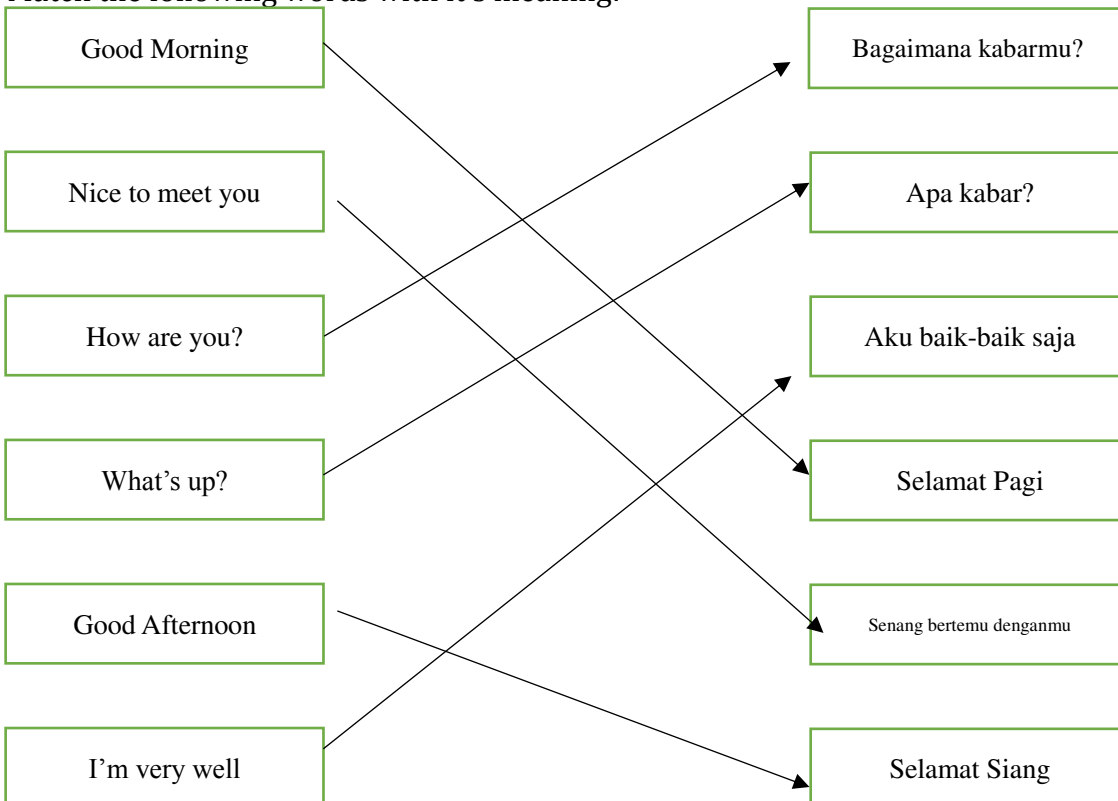 Match the following words with it's meaning!
Good Morning
Bagaimana kabarmu?
Nice to meet you
Apa kabar?
How are you?
Aku baik-baik saja
What's up?
Selamat Pagi
Good Afternoon
Senang bertemu denganmu
I'm very well
Selamat Siang